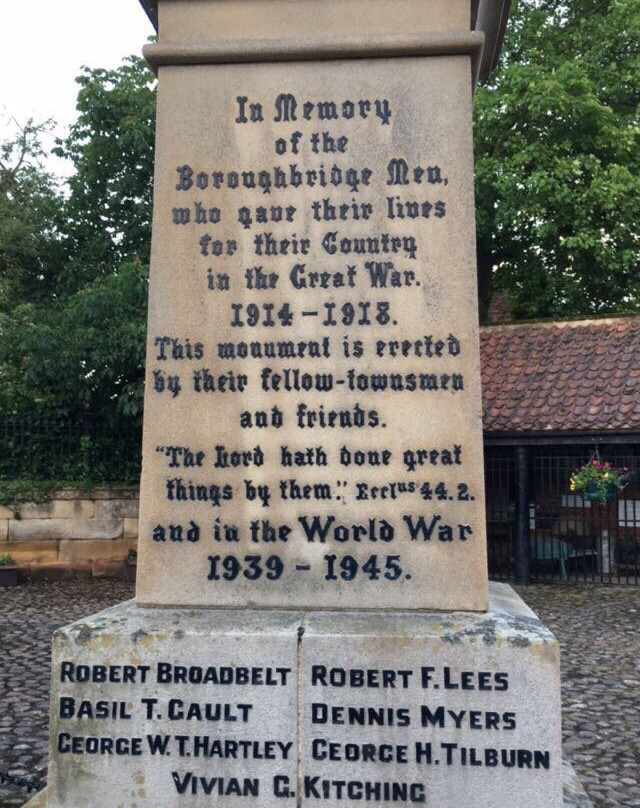 In Memory
of the
Boroughbridge Men,
who gave their lives
for their Country
in the Great War.
1914 – 1918.
This monument is erected
by their fellow-townsmen
and friends.
"The Lord hath done great
things by them." Ecclus 44. 2.
and in the World War
1939 – 1945.
ROBERT BROADBELT
BASIL T. GAULT
GEORGE W. T. HARTLEY
ROBERT F. LEES
DENNIS MYERS
GEORGE H. TILBURN
VIVIAN G. KITCHING